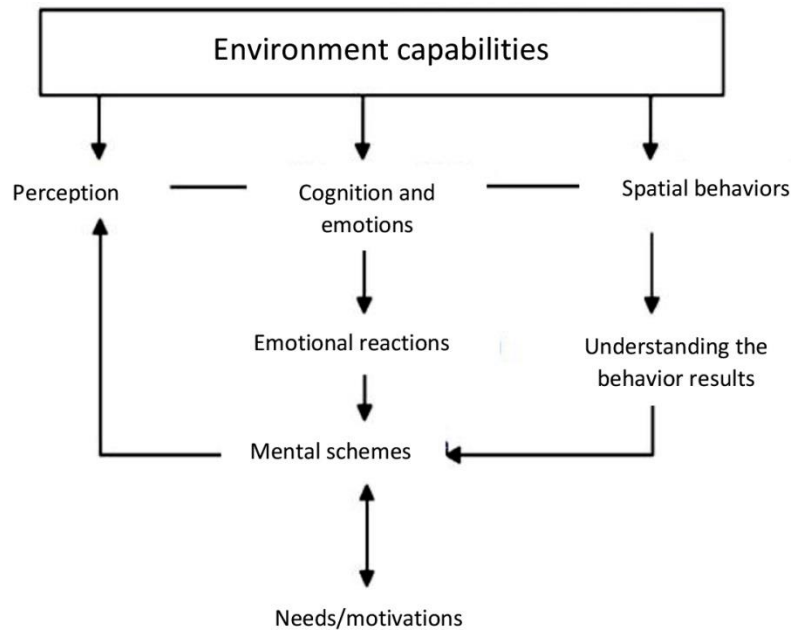 Environment capabilities
Perception
Cognition and
emotions
Spatial behaviors
Emotional reactions
Understanding the
behavior results
Mental schemes
Needs/motivations